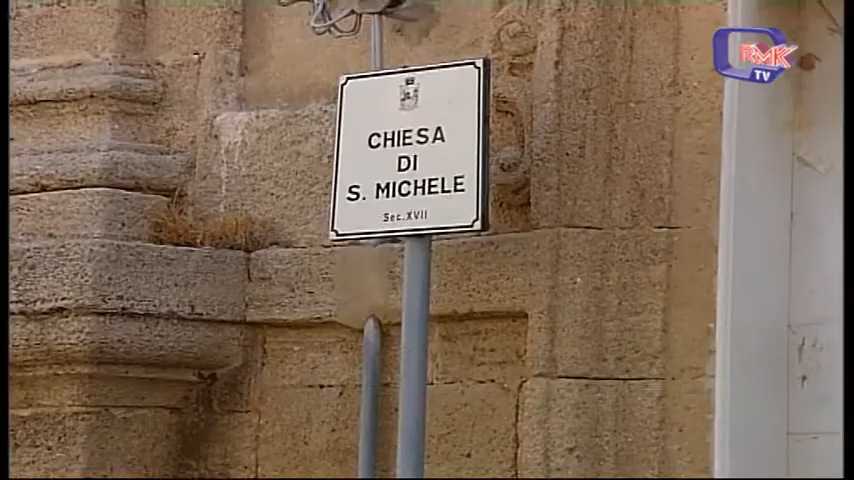 RMK
TV
CHIESA
DI
S. MICHELE
Sec. XVII